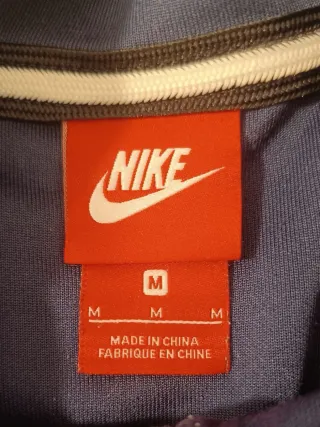 NIKE
M
M M M
MADE IN CHINA
FABRIQUE EN CHINE